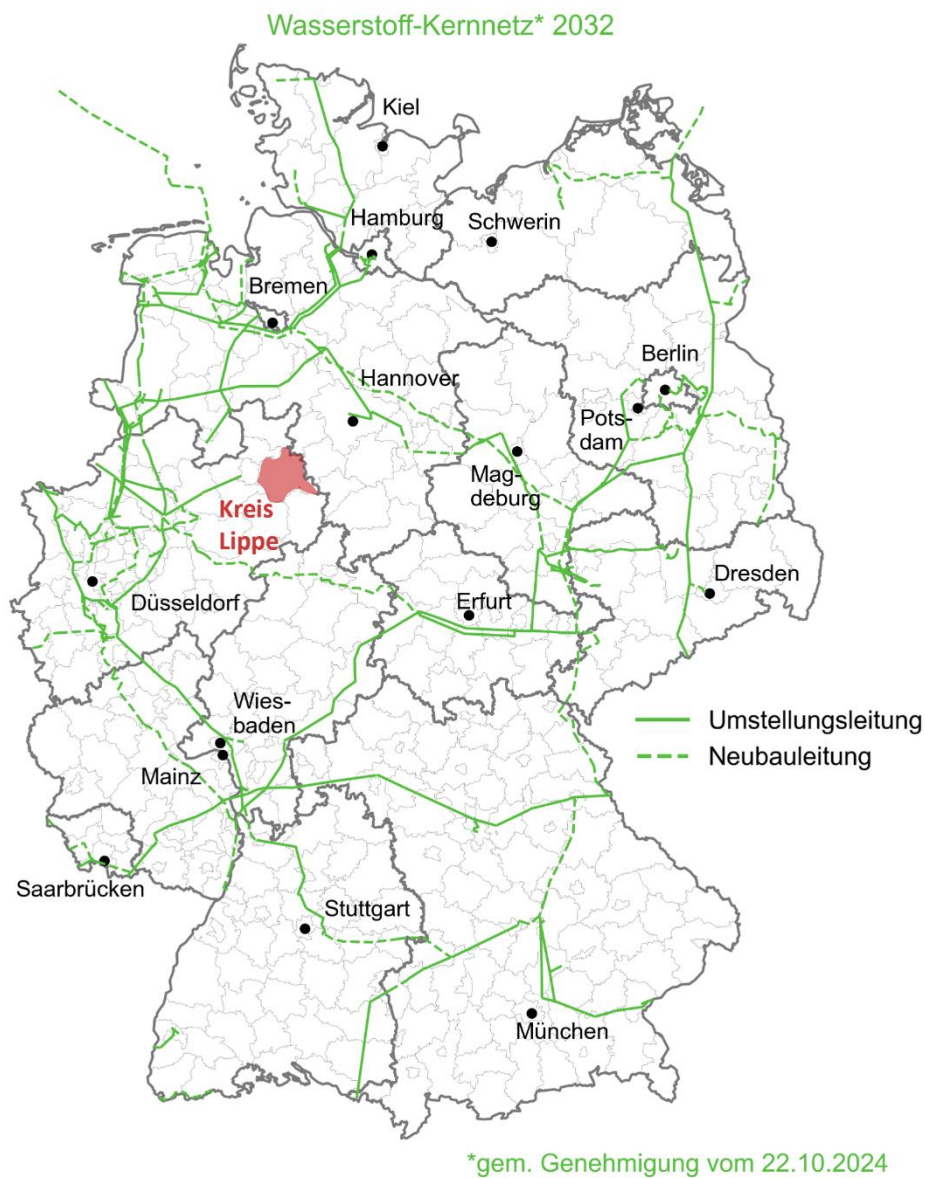 Wasserstoff-Kernnetz* 2032
Kiel
Hamburg
Schwerin
Bremen
Berlin
Hannover
Pots-
dam
Mag-
deburg
Kreis
Lippe
Düsseldorf
Erfurt
Dresden
Wies-
baden
Umstellungsleitung
Neubauleitung
Mainz
Saarbrücken
Stuttgart
München
*gem. Genehmigung vom 22.10.2024